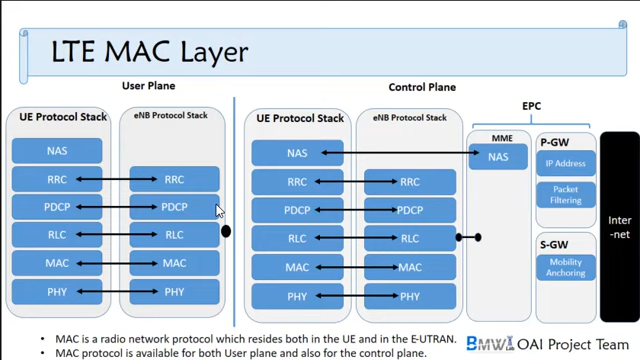 LTE MAC Layer
User Plane
Control Plane
EPC
UE Protocol Stack
eNB Protocol Stack
NAS
RRC
RRC
PDCP
PDCP
RLC
RLC
MAC
MAC
PHY
PHY
UE Protocol Stack
eNB Protocol Stack
NAS
RRC
RRC
PDCP
PDCP
RLC
RLC
MAC
MAC
PHY
PHY
MME
NAS
P-GW
IP Address
Packet
Filtering
S-GW
Mobility
Anchoring
Inter
-net
• MAC is a radio network protocol which resides both in the UE and in the E-UTRAN.
• MAC protocol is available for both User plane and also for the control plane.
BMW OAI Project Team